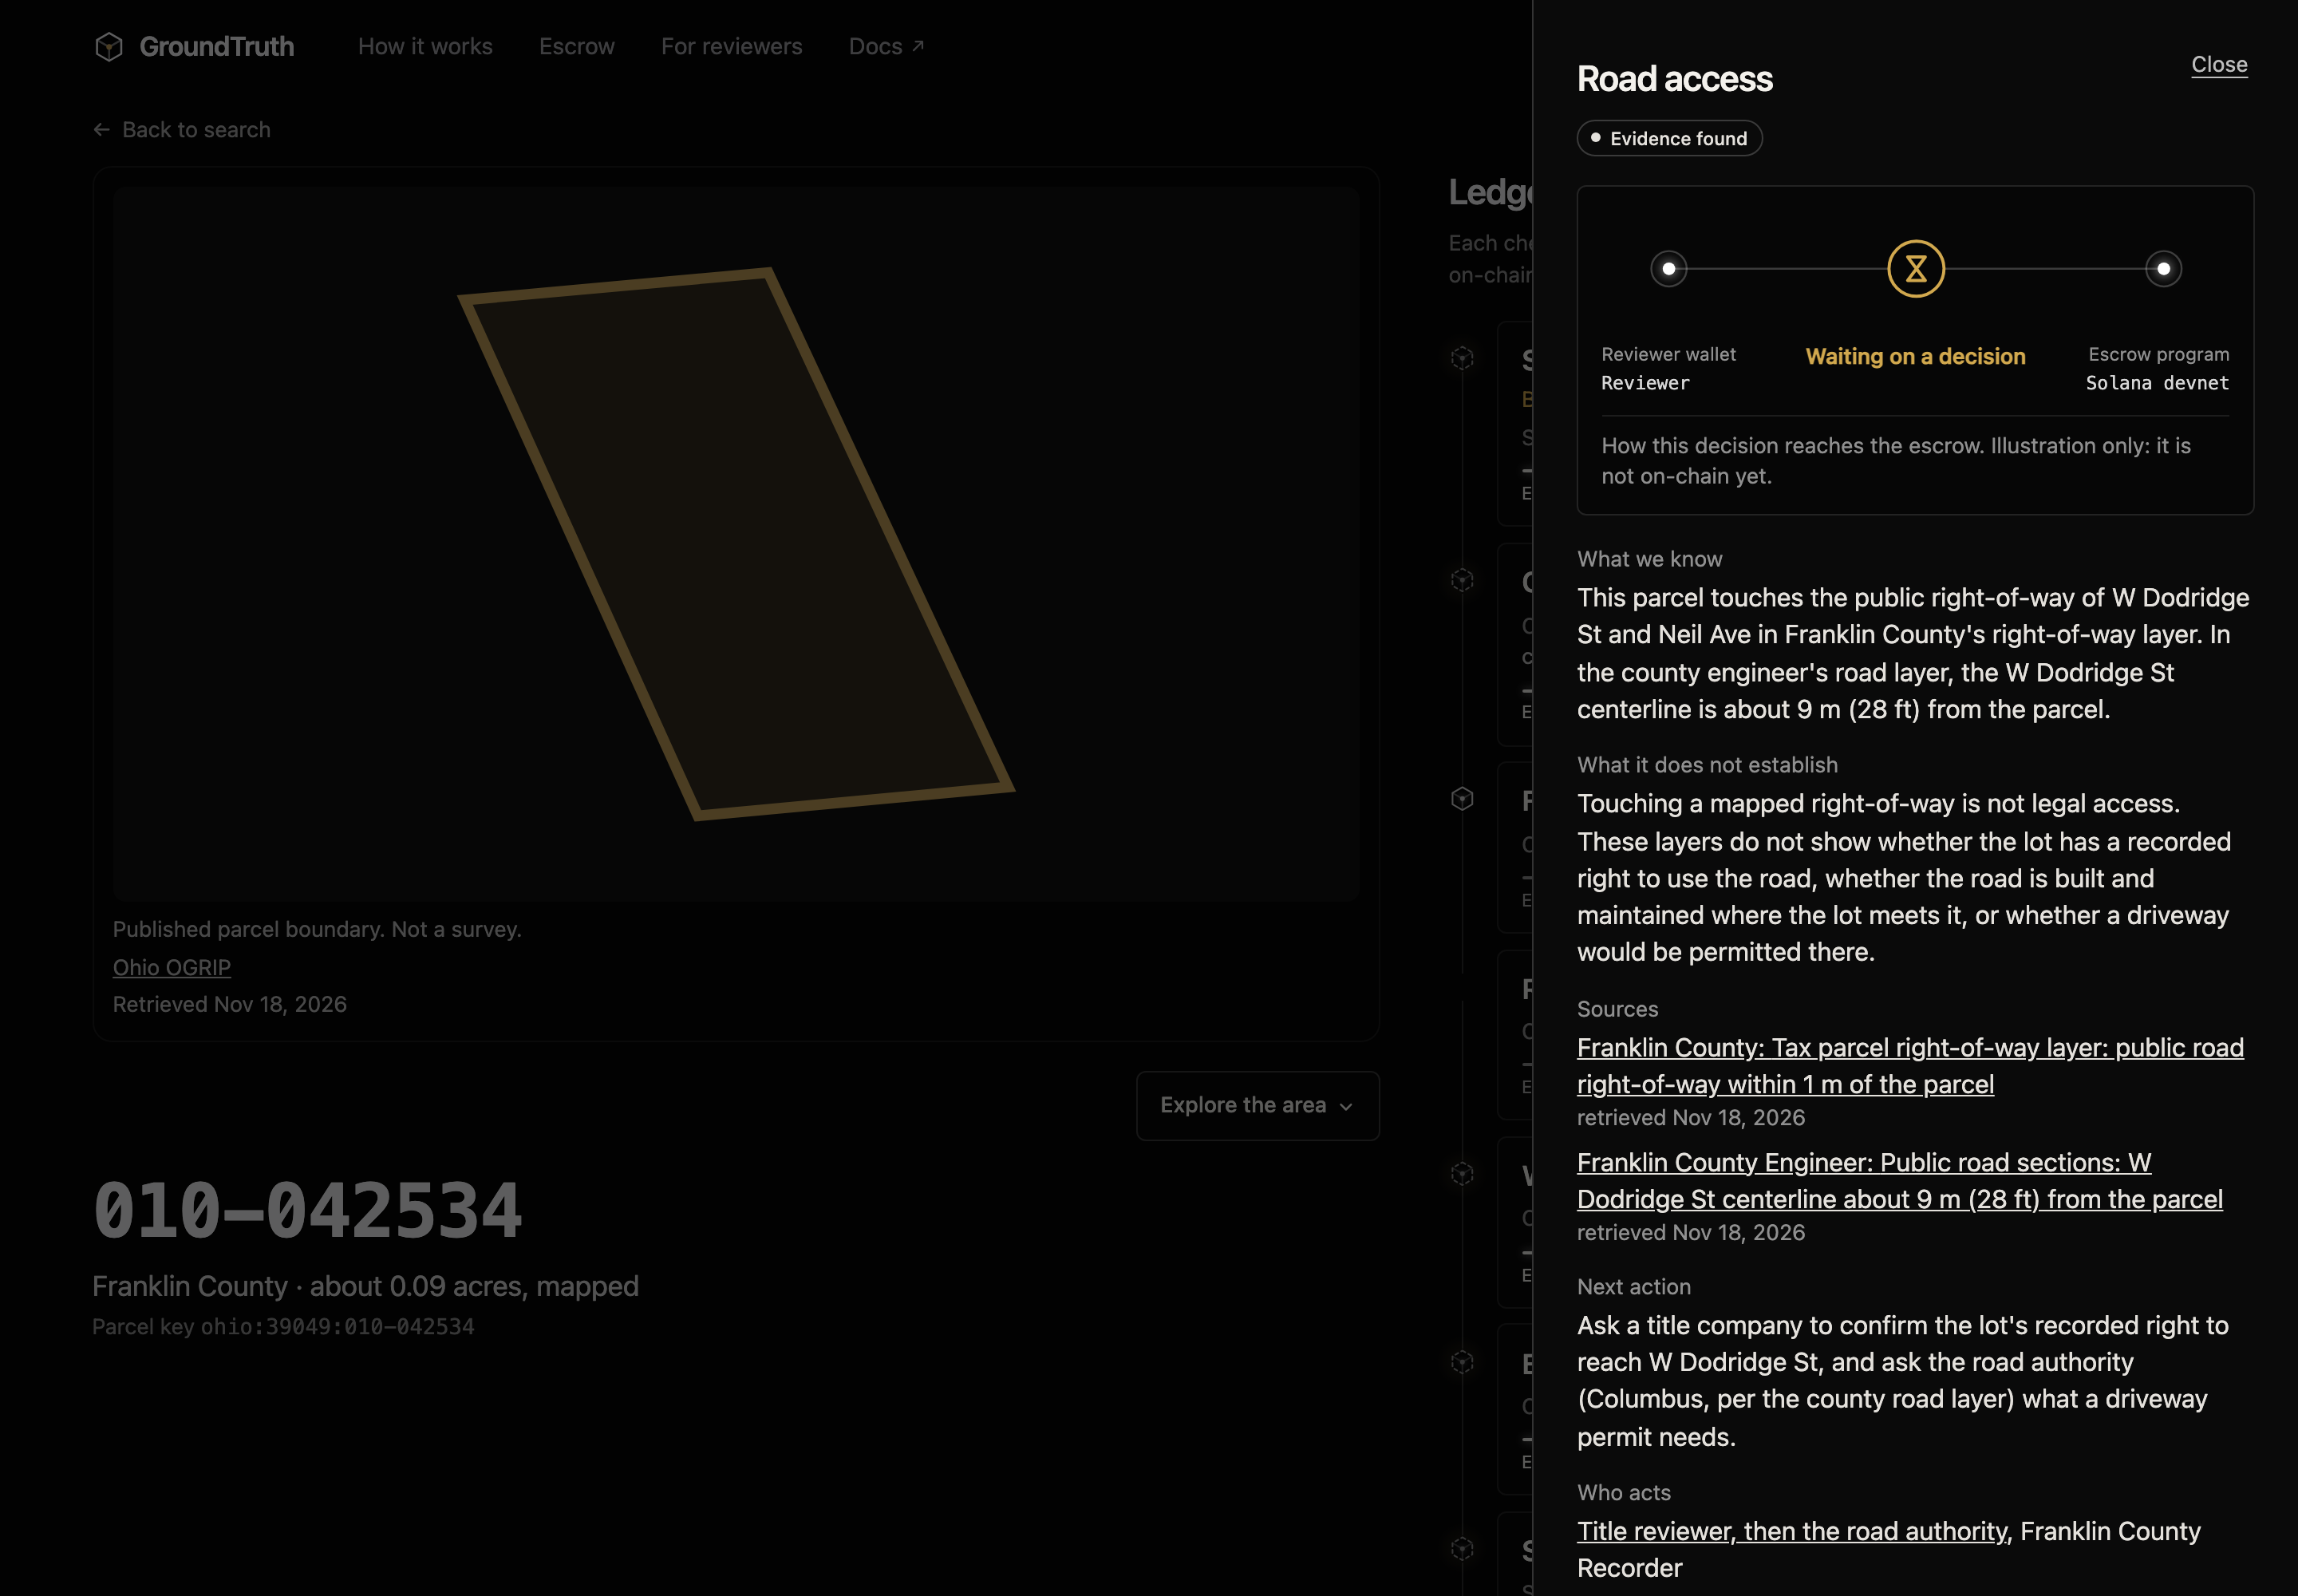 GroundTruth
How it works
Escrow
For reviewers
Docs ↗
← Back to search
Published parcel boundary. Not a survey.
Ohio OGRIP
Retrieved Nov 18, 2026
Explore the area
010-042534
Franklin County · about 0.09 acres, mapped
Parcel key ohio:39049:010-042534
Each
on-chain
Road access
Close
Evidence found
Reviewer wallet
Reviewer
Waiting on a decision
Escrow program
Solana devnet
How this decision reaches the escrow. Illustration only: it is
not on-chain yet.
What we know
This parcel touches the public right-of-way of W Dodridge
St and Neil Ave in Franklin County's right-of-way layer. In
the county engineer's road layer, the W Dodridge St
centerline is about 9 m (28 ft) from the parcel.
What it does not establish
Touching a mapped right-of-way is not legal access.
These layers do not show whether the lot has a recorded
right to use the road, whether the road is built and
maintained where the lot meets it, or whether a driveway
would be permitted there.
Sources
Franklin County: Tax parcel right-of-way layer: public road
right-of-way within 1 m of the parcel
retrieved Nov 18, 2026
Franklin County Engineer: Public road sections: W
Dodridge St centerline about 9 m (28 ft) from the parcel
retrieved Nov 18, 2026
Next action
Ask a title company to confirm the lot's recorded right to
reach W Dodridge St, and ask the road authority
(Columbus, per the county road layer) what a driveway
permit needs.
Who acts
Title reviewer, then the road authority, Franklin County
Recorder